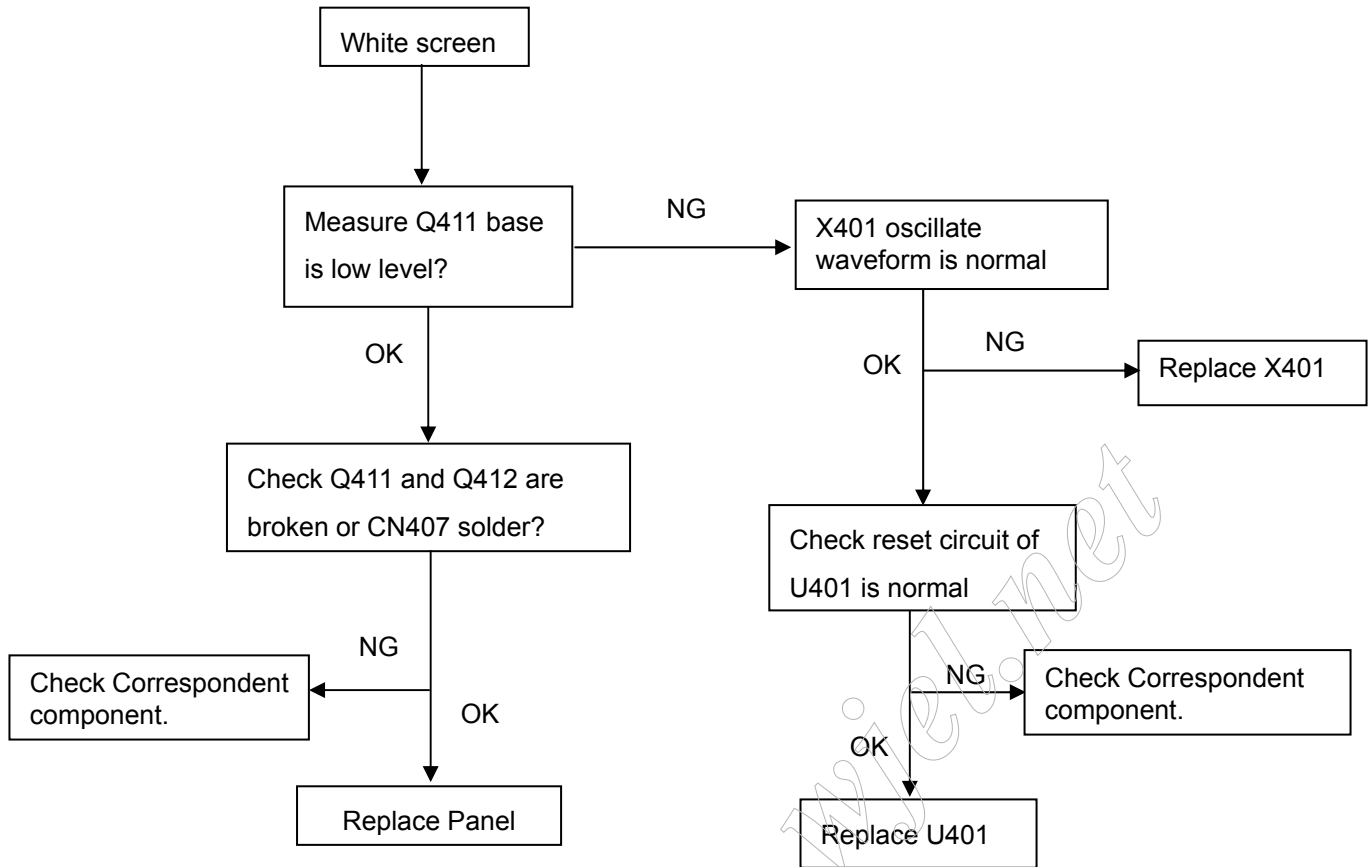 White screen
Measure Q411 base
is low level?
NG
X401 oscillate
waveform is normal
OK
OK
NG
Replace X401
Check Q411 and Q412 are
broken or CN407 solder?
Check reset circuit of
U401 is normal
NG
Check Correspondent
component.
OK
NG
Check Correspondent
component.
OK
Replace Panel
Replace U401
wjel.net